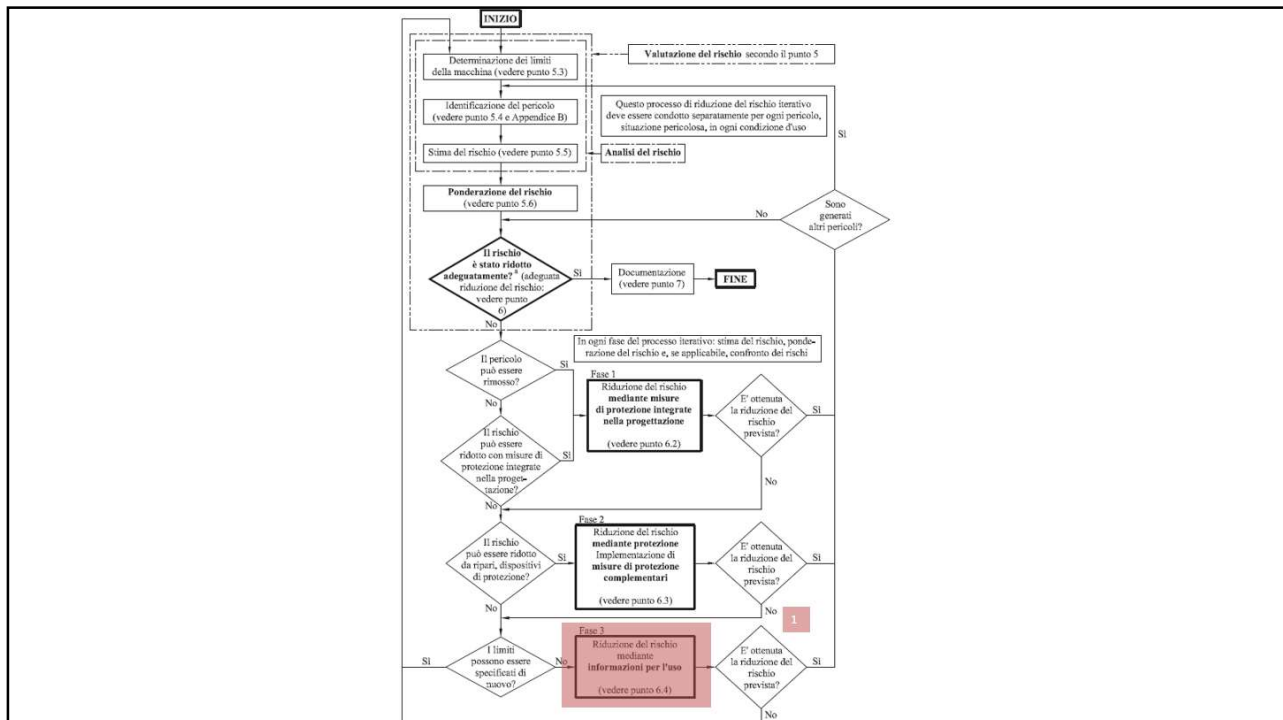 INIZIO
Determinazione dei limiti
della macchina (vedere punto 5.3)
Valutazione del rischio secondo il punto 5
Identificazione del pericolo
(vedere punto 5.4 e Appendice B)
Questo processo di riduzione del rischio iterativo
deve essere condotto separatamente per ogni pericolo,
situazione pericolosa, in ogni condizione d'uso
Sì
Stima del rischio (vedere punto 5.5)
Analisi del rischio
Ponderazione del rischio
(vedere punto 5.6)
No
Sono
generati
altri pericoli?
Il rischio
è stato ridotto
adeguatamente? a (adeguata
riduzione del rischio:
vedere punto
6)
Sì
Documentazione
(vedere punto 7)
FINE
No
In ogni fase del processo iterativo: stima del rischio, ponde-
razione del rischio e, se applicabile, confronto dei rischi
Il pericolo
può essere
rimosso?
Sì
Fase 1
Riduzione del rischio
mediante misure
di protezione integrate
nella progettazione
(vedere punto 6.2)
E' ottenuta
la riduzione del
rischio
prevista?
Sì
No
Il rischio
può essere
ridotto con misure di
protezione integrate
nella proget-
tazione?
Sì
No
No
Fase 2
Il rischio
può essere ridotto
da ripari, dispositivi
di protezione?
Sì
Riduzione del rischio
mediante protezione
Implementazione di
misure di protezione
complementari
(vedere punto 6.3)
E' ottenuta
la riduzione del
rischio
prevista?
Sì
No
No
1
Fase 3
Sì
I limiti
possono essere
specificati di
nuovo?
No
Riduzione del rischio
mediante
informazioni per l'uso
(vedere punto 6.4)
E' ottenuta
la riduzione del
rischio
prevista?
Sì
No